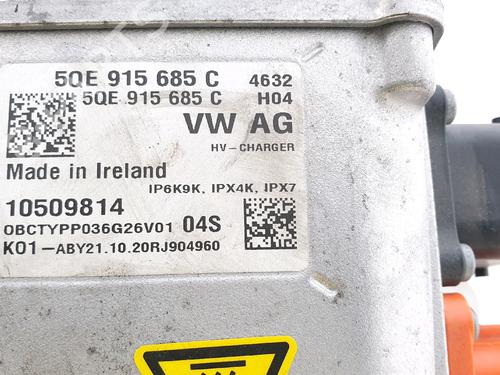 5QE 915 685 C 4632
5QE 915 685 C H04
VW AG
HV-CHARGER
Made in Ireland
IP6K9K, IPX4K, IPX7
10509814
OBCTYPP036G26V01 04S
K01-ABY21.10.20RJ904960